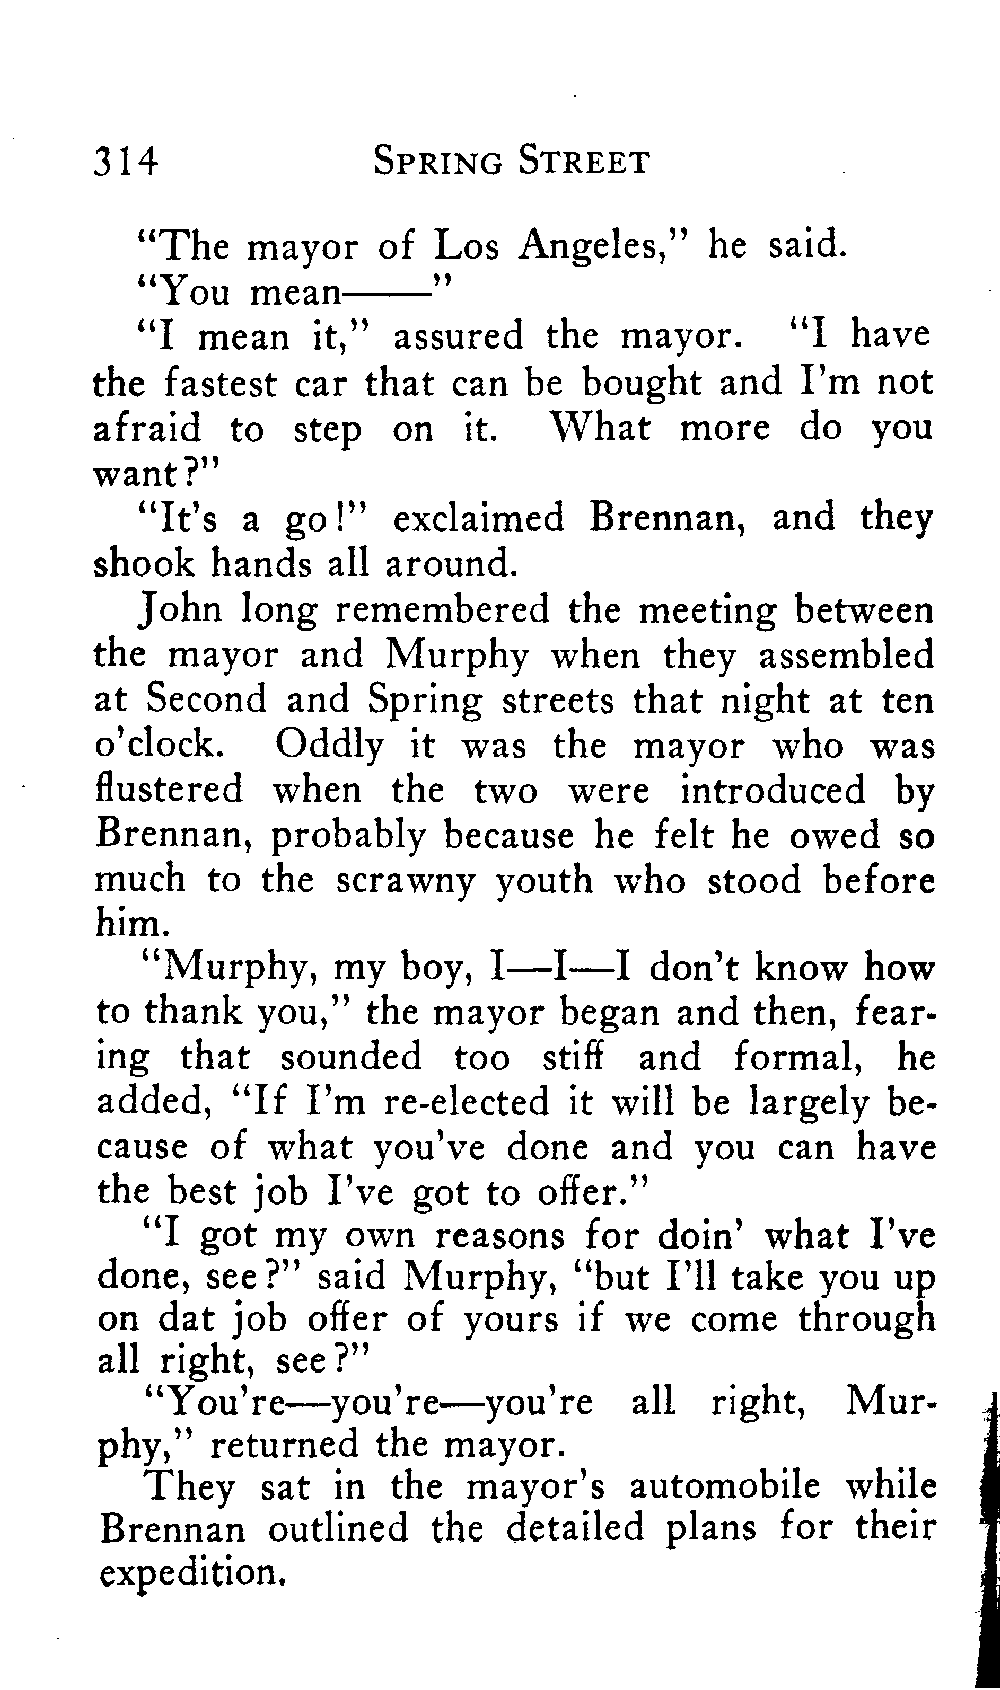 314 SPRING STREET
“The mayor of Los Angeles,” he said.
“You mean——”
“I mean it,” assured the mayor. “I have
the fastest car that can be bought and I’m not
afraid to step on it. What more do you
want?”
“It’s a go!” exclaimed Brennan, and they
shook hands all around.
John long remembered the meeting between
the mayor and Murphy when they assembled
at Second and Spring streets that night at ten
o’clock. Oddly it was the mayor who was
flustered when the two were introduced by
Brennan, probably because he felt he owed so
much to the scrawny youth who stood before
him.
“Murphy, my boy, I—I—I don’t know how
to thank you,” the mayor began and then, fear-
ing that sounded too stiff and formal, he
added, “If I’m re-elected it will be largely be-
cause of what you’ve done and you can have
the best job I’ve got to offer.”
“I got my own reasons for doin’ what I’ve
done, see?” said Murphy, “but I’ll take you up
on dat job offer of yours if we come through
all right, see?”
“You’re—you’re—you’re all right, Mur-
phy,” returned the mayor.
They sat in the mayor’s automobile while
Brennan outlined the detailed plans for their
expedition.